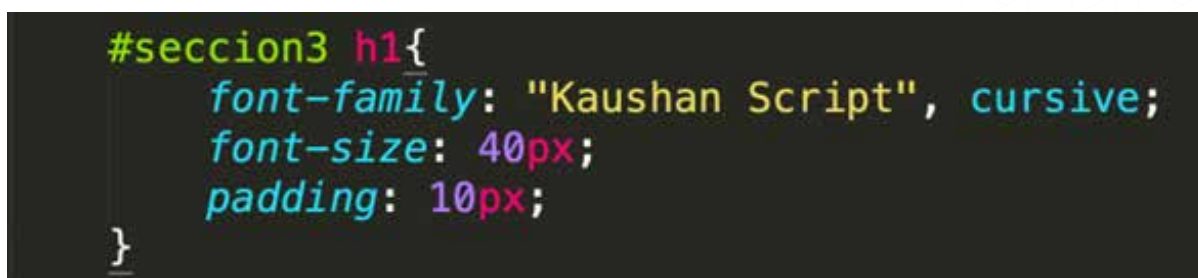 #seccion3 h1{
font-family: "Kaushan Script", cursive;
font-size: 40px;
padding: 10px;
}